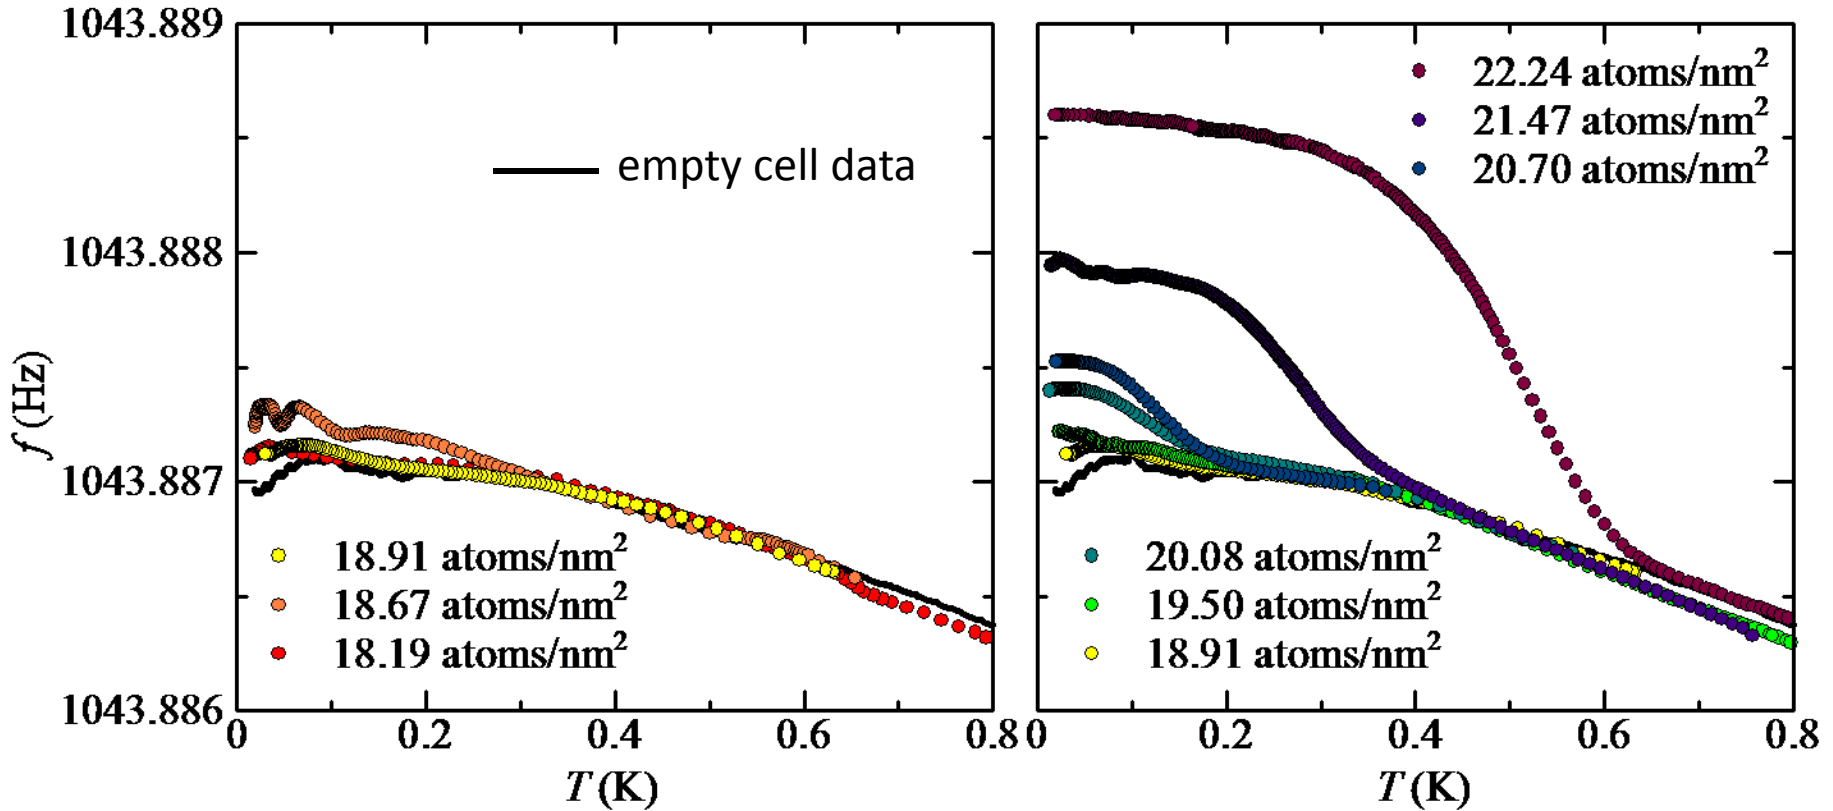 1043.889
1043.888
1043.887
1043.886
f (Hz)
empty cell data
18.91 atoms/nm²
18.67 atoms/nm²
18.19 atoms/nm²
0 0.2 0.4 0.6 0.8
T (K)
22.24 atoms/nm²
21.47 atoms/nm²
20.70 atoms/nm²
20.08 atoms/nm²
19.50 atoms/nm²
18.91 atoms/nm²
0 0.2 0.4 0.6 0.8
T (K)